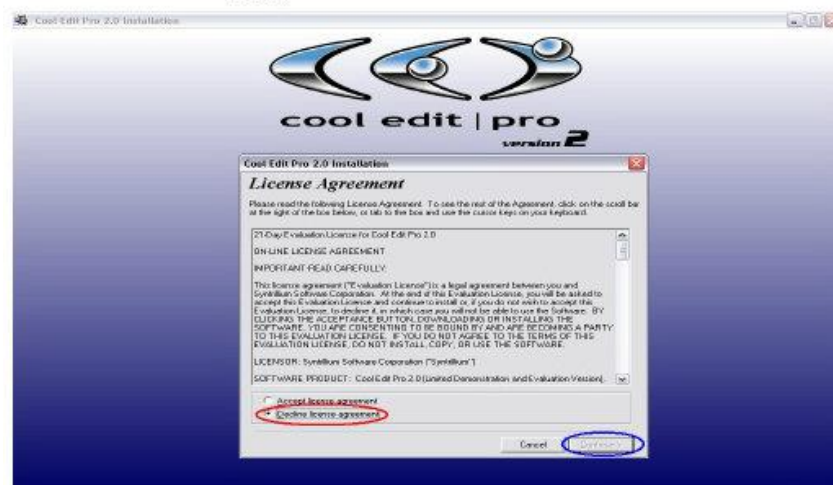 Cool Edit Pro 2.0 Installation
cool edit | pro
version 2
Cool Edit Pro 2.0 Installation
License Agreement
Please read the following License Agreement. To see the rest of the Agreement, click on the scroll bar
at the right of the box below, or tab to the box and use the cursor keys on your keyboard.
21-Day Evaluation License for Cool Edit Pro 2.0
ON-LINE LICENSE AGREEMENT
IMPORTANT-READ CAREFULLY:
This license agreement ("Evaluation License") is a legal agreement between you and
Syntrillium Software Corporation. At the end of this Evaluation License, you will be asked to
accept this Evaluation License and continue to install or, if you do not wish to accept this
Evaluation License, to decline it, in which case you will not be able to use the Software. BY
CLICKING THE ACCEPTANCE BUTTON, DOWNLOADING OR INSTALLING THE
SOFTWARE, YOU ARE CONSENTING TO BE BOUND BY AND ARE BECOMING A PARTY
TO THIS EVALUATION LICENSE. IF YOU DO NOT AGREE TO THE TERMS OF THIS
EVALUATION LICENSE, DO NOT INSTALL, COPY, OR USE THE SOFTWARE.
LICENSOR: Syntrillium Software Corporation ("Syntrillium")
SOFTWARE PRODUCT: Cool Edit Pro 2.0 (Limited Demonstration and Evaluation Version).
Accept license agreement
Decline license agreement
Cancel